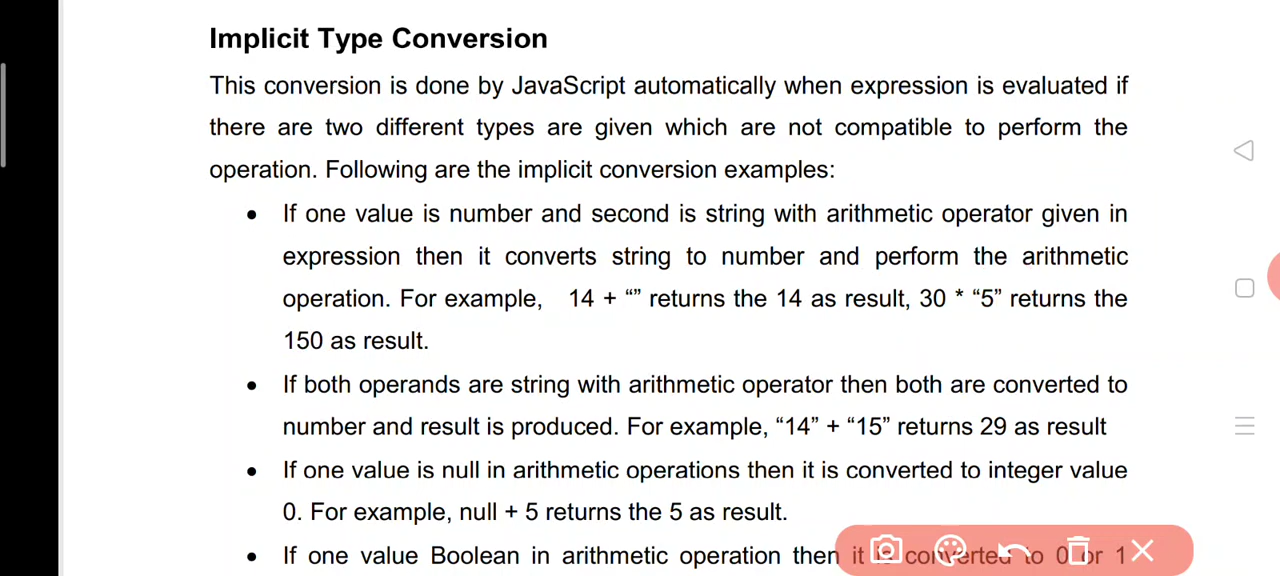 Implicit Type Conversion
This conversion is done by JavaScript automatically when expression is evaluated if
there are two different types are given which are not compatible to perform the
operation. Following are the implicit conversion examples:
• If one value is number and second is string with arithmetic operator given in
expression then it converts string to number and perform the arithmetic
operation. For example, 14 + “” returns the 14 as result, 30 * “5” returns the
150 as result.
• If both operands are string with arithmetic operator then both are converted to
number and result is produced. For example, “14” + “15” returns 29 as result
• If one value is null in arithmetic operations then it is converted to integer value
0. For example, null + 5 returns the 5 as result.
• If one value Boolean in arithmetic operation then it is converted to 0 or 1